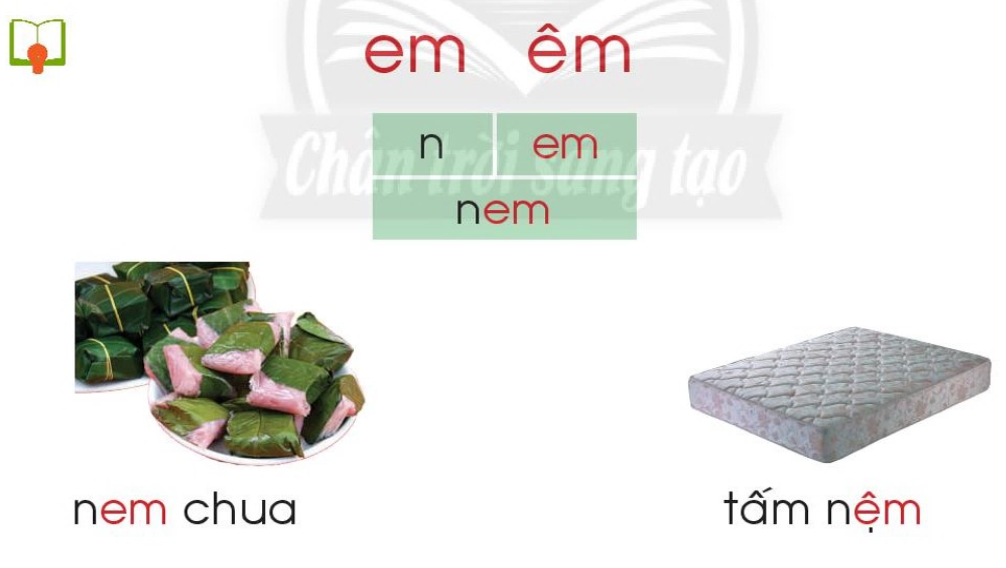 em êm
n em
nem
Chân trời sáng tạo
nem chua
tấm nệm